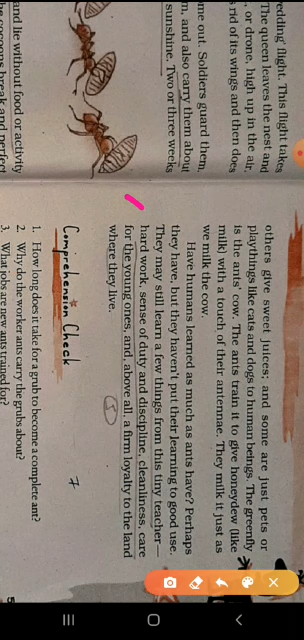 edding flight. This flight takes
The queen leaves the nest and
, or drone, high up in the air.
s rid of its wings and then does
me out. Soldiers guard them,
m, and also carry them about
sunshine. Two or three weeks
and lie without food or activity
cocoons break and perfect
others give sweet juices; and some are just pets or
playthings like cats and dogs to human beings. The greenfly
is the ants' cow. The ants train it to give honeydew (like
milk) with a touch of their antennae. They milk it just as
we milk the cow.
Have humans learned as much as ants have? Perhaps
they have, but they haven't put their learning to good use.
They may still learn a few things from this tiny teacher —
hard work, sense of duty and discipline, cleanliness, care
for the young ones, and, above all, a firm loyalty to the land
where they live.
5
Comprehension Check
7
1. How long does it take for a grub to become a complete ant?
2. Why do the worker ants carry the grubs about?
3. What jobs are new ants trained for?